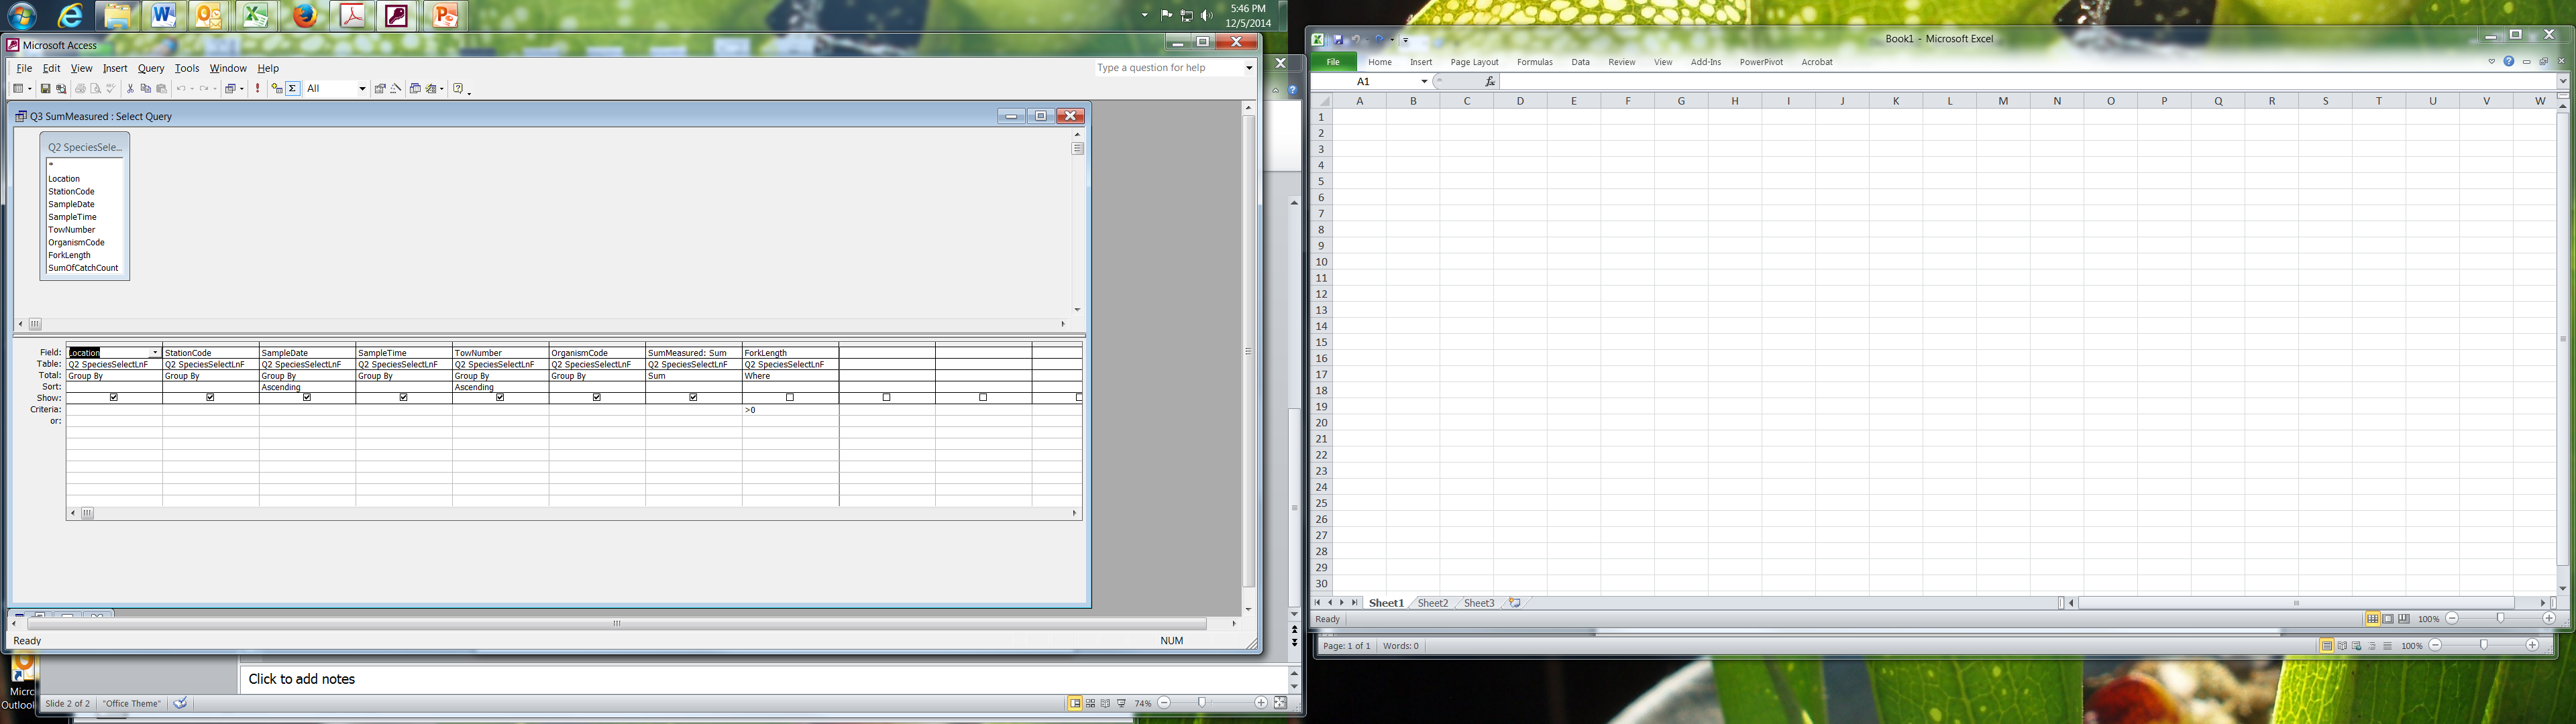 5:46 PM
12/5/2014
Microsoft Access
File Edit View Insert Query Tools Window Help
Type a question for help
All
Q3 SumMeasured : Select Query
Q2 SpeciesSele...
*
Location
StationCode
SampleDate
SampleTime
TowNumber
OrganismCode
ForkLength
SumOfCatchCount
Field: Location StationCode SampleDate SampleTime TowNumber OrganismCode SumMeasured: Sum ForkLength
Table: Q2 SpeciesSelectLnF Q2 SpeciesSelectLnF Q2 SpeciesSelectLnF Q2 SpeciesSelectLnF Q2 SpeciesSelectLnF Q2 SpeciesSelectLnF Q2 SpeciesSelectLnF Q2 SpeciesSelectLnF
Total: Group By Group By Group By Group By Group By Group By Sum Where
Sort: Ascending Ascending
Show:
Criteria: >0
or:
Ready NUM
Click to add notes
Slide 2 of 2 "Office Theme" 74%
Micro
Outlook
Book1 - Microsoft Excel
File Home Insert Page Layout Formulas Data Review View Add-Ins PowerPivot Acrobat
A1 fx
A B C D E F G H I J K L M N O P Q R S T U V W
1
2
3
4
5
6
7
8
9
10
11
12
13
14
15
16
17
18
19
20
21
22
23
24
25
26
27
28
29
30
Sheet1 Sheet2 Sheet3
Ready 100%
Page: 1 of 1 Words: 0 100%